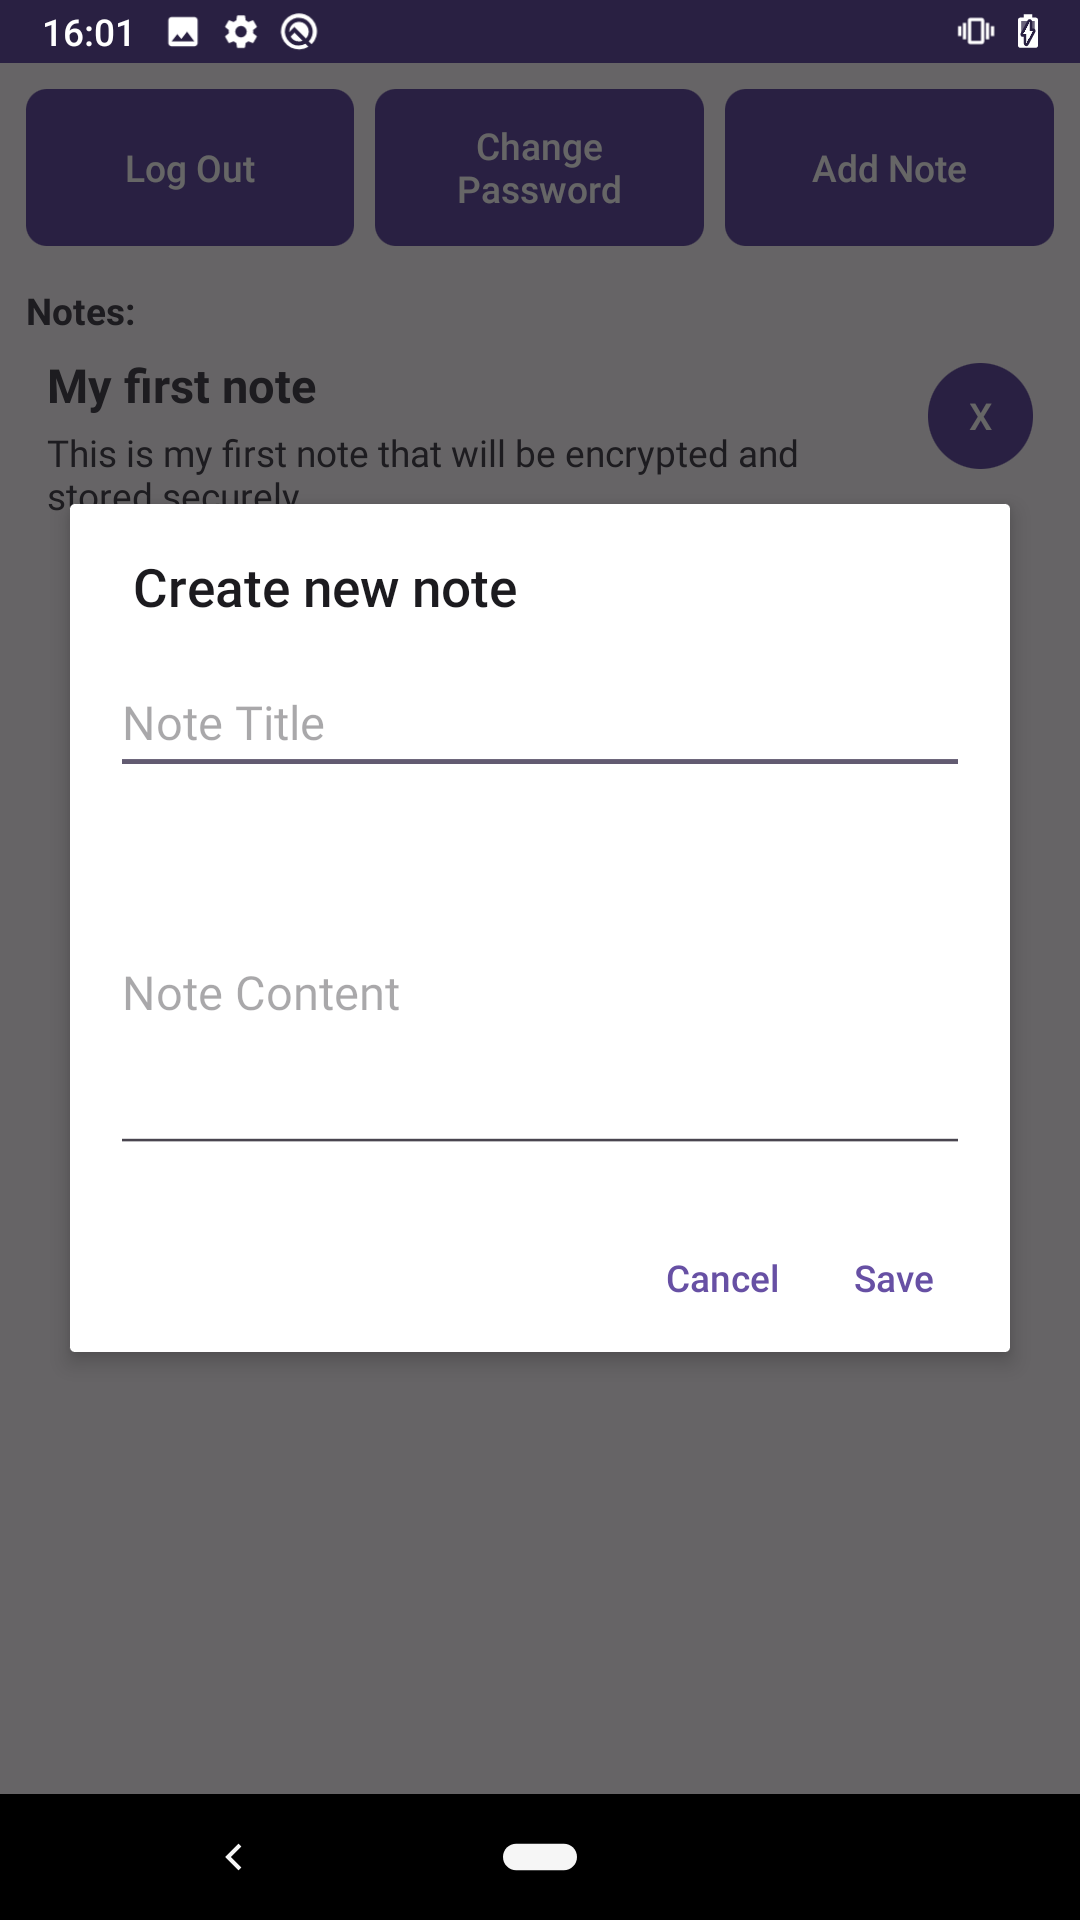 16:01
Log Out
Change
Password
Add Note
Notes:
My first note
X
This is my first note that will be encrypted and
stored securely
Create new note
Note Title
Note Content
Cancel
Save